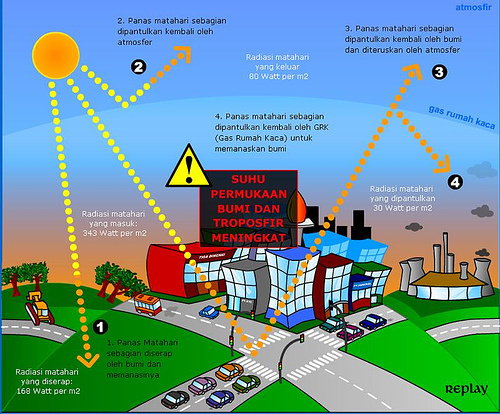 atmosfir
2. Panas matahari sebagian
dipantulkan kembali oleh
atmosfer
2
Radiasi matahari
yang keluar
80 Watt per m2
3. Panas matahari sebagian
dipantulkan kembali oleh bumi
dan diteruskan oleh atmosfer
3
gas rumah kaca
4. Panas matahari sebagian
dipantulkan kembali oleh GRK
(Gas Rumah Kaca) untuk
memanaskan bumi
!
SUHU
PERMUKAAN
BUMI DAN
TROPOSFIR
MENINGKAT
4
Radiasi matahari
yang dipantulkan
30 Watt per m2
Radiasi matahari
yang masuk:
343 Watt per m2
1
1. Panas Matahari
sebagian diserap
oleh bumi dan
memanasinya
Radiasi matahari
yang diserap:
168 Watt per m2
REPLAY